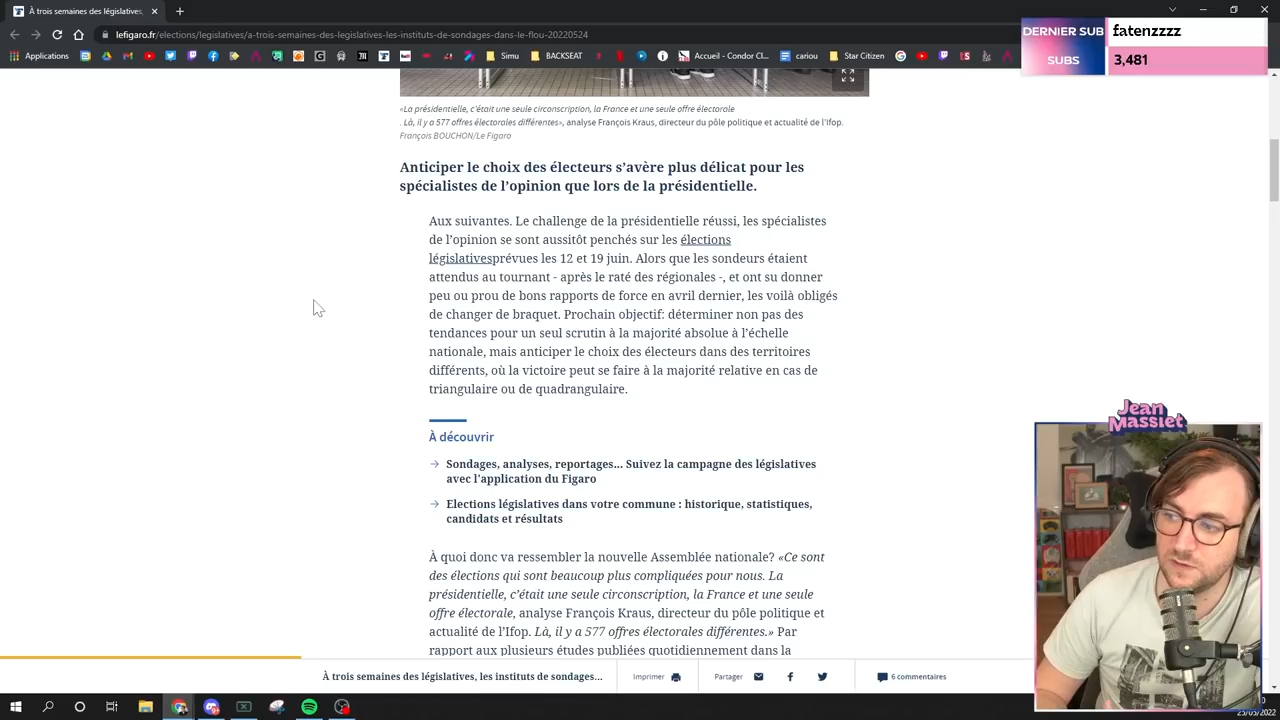 À trois semaines des législativ
lefigaro.fr/elections/legislatives/a-trois-semaines-des-legislatives-les-instituts-de-sondages-dans-le-flou-20220524
Applications
Simu
BACKSEAT
Accueil - Condor Cl...
cariou
Star Citizen
DERNIER SUB
fatenzzzz
SUBS
3,481
«La présidentielle, c'était une seule circonscription, la France et une seule offre électorale
. Là, il y a 577 offres électorales différentes», analyse François Kraus, directeur du pôle politique et actualité de l'Ifop.
François BOUCHON/Le Figaro
Anticiper le choix des électeurs s'avère plus délicat pour les
spécialistes de l'opinion que lors de la présidentielle.
Aux suivantes. Le challenge de la présidentielle réussi, les spécialistes
de l'opinion se sont aussitôt penchés sur les élections
législativesprévues les 12 et 19 juin. Alors que les sondeurs étaient
attendus au tournant - après le raté des régionales -, et ont su donner
peu ou prou de bons rapports de force en avril dernier, les voilà obligés
de changer de braquet. Prochain objectif: déterminer non pas des
tendances pour un seul scrutin à la majorité absolue à l'échelle
nationale, mais anticiper le choix des électeurs dans des territoires
différents, où la victoire peut se faire à la majorité relative en cas de
triangulaire ou de quadrangulaire.
À découvrir
Sondages, analyses, reportages... Suivez la campagne des législatives
avec l'application du Figaro
Elections législatives dans votre commune : historique, statistiques,
candidats et résultats
À quoi donc va ressembler la nouvelle Assemblée nationale? «Ce sont
des élections qui sont beaucoup plus compliquées pour nous. La
présidentielle, c'était une seule circonscription, la France et une seule
offre électorale, analyse François Kraus, directeur du pôle politique et
actualité de l'Ifop. Là, il y a 577 offres électorales différentes.» Par
rapport aux plusieurs études publiées quotidiennement dans la
Jean
Massiet
À trois semaines des législatives, les instituts de sondages...
Imprimer
Partager
6 commentaires
25/05/2022